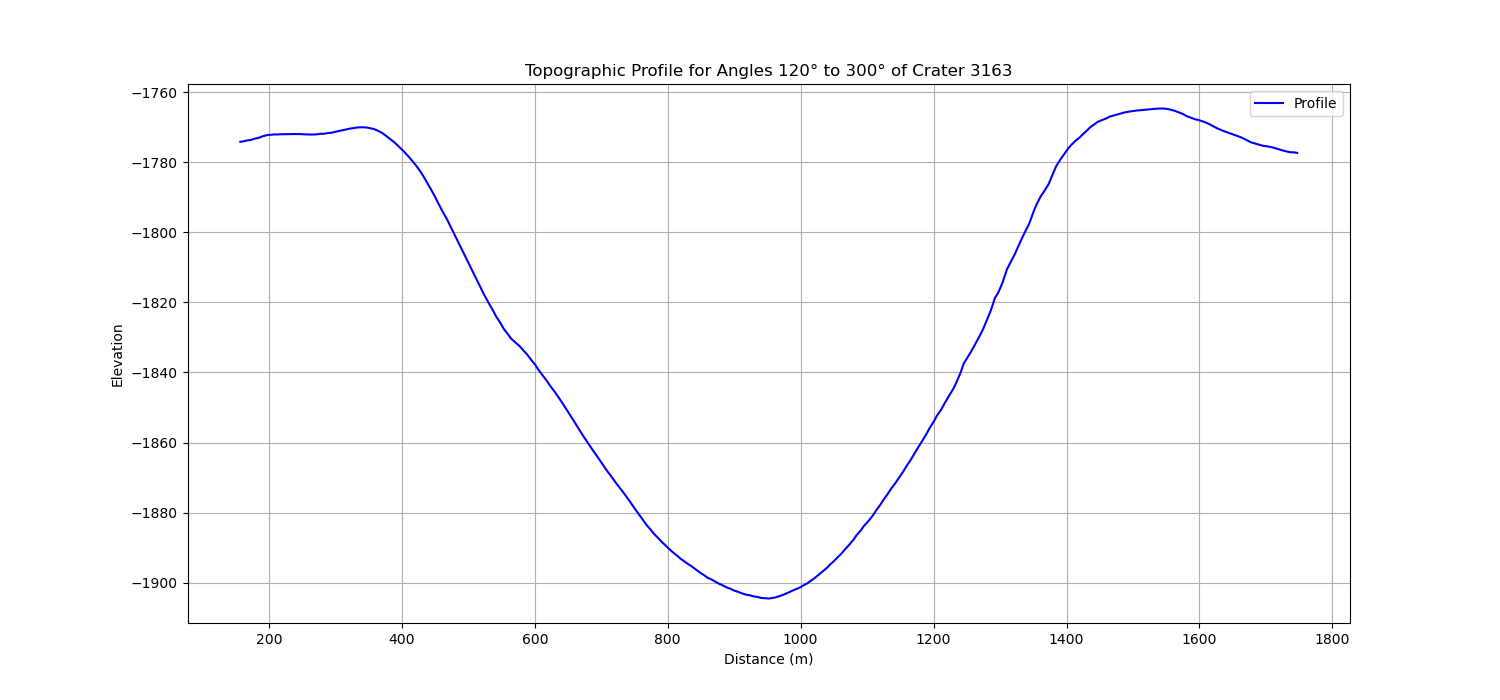 Topographic Profile for Angles 120° to 300° of Crater 3163
Profile
Elevation
−1760
−1780
−1800
−1820
−1840
−1860
−1880
−1900
200 400 600 800 1000 1200 1400 1600 1800
Distance (m)